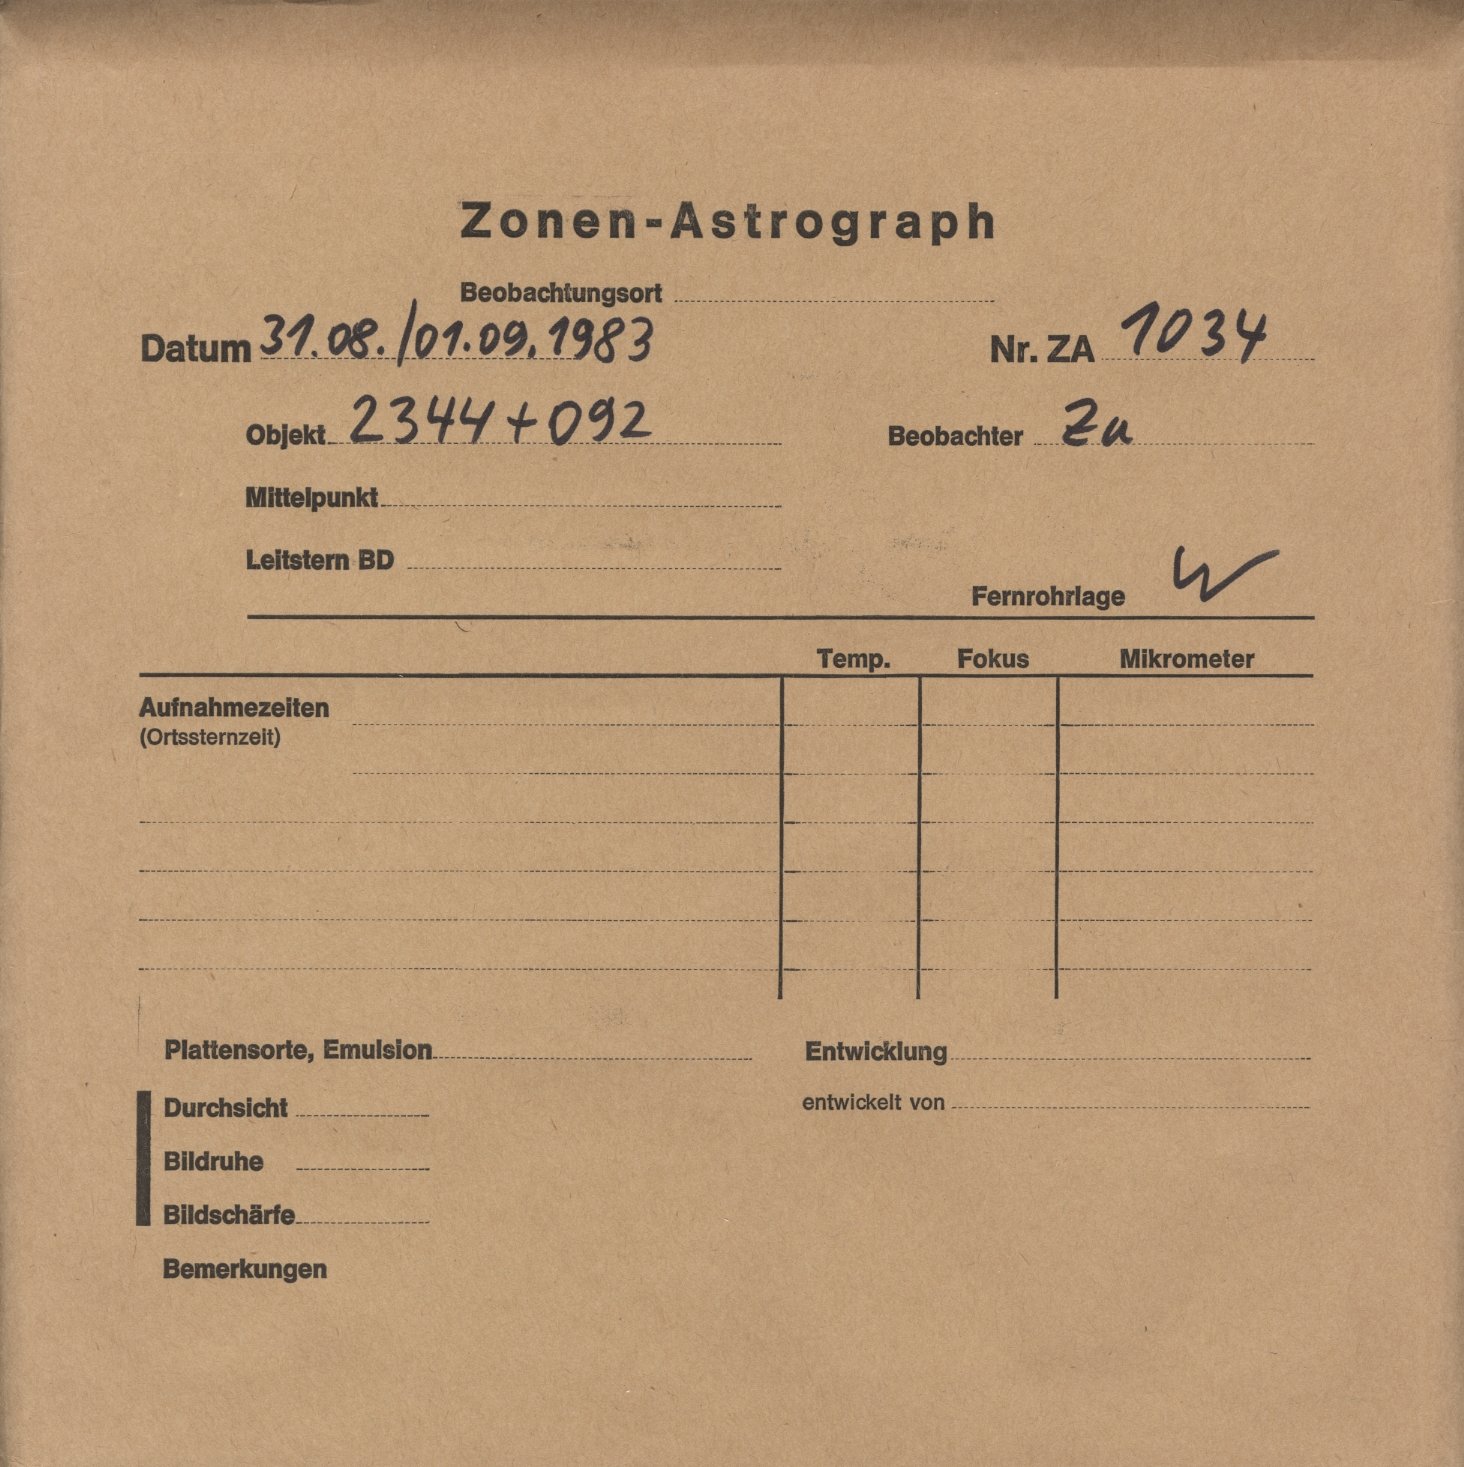 Zonen-Astrograph
Beobachtungsort
Datum 31.08./01.09.1983 Nr. ZA 1034
Objekt 2344+092 Beobachter Zu
Mittelpunkt
Leitstern BD
Fernrohrlage W
Temp. Fokus Mikrometer
Aufnahmezeiten
(Ortssternzeit)
Plattensorte, Emulsion Entwicklung
Durchsicht entwickelt von
Bildruhe
Bildschärfe
Bemerkungen